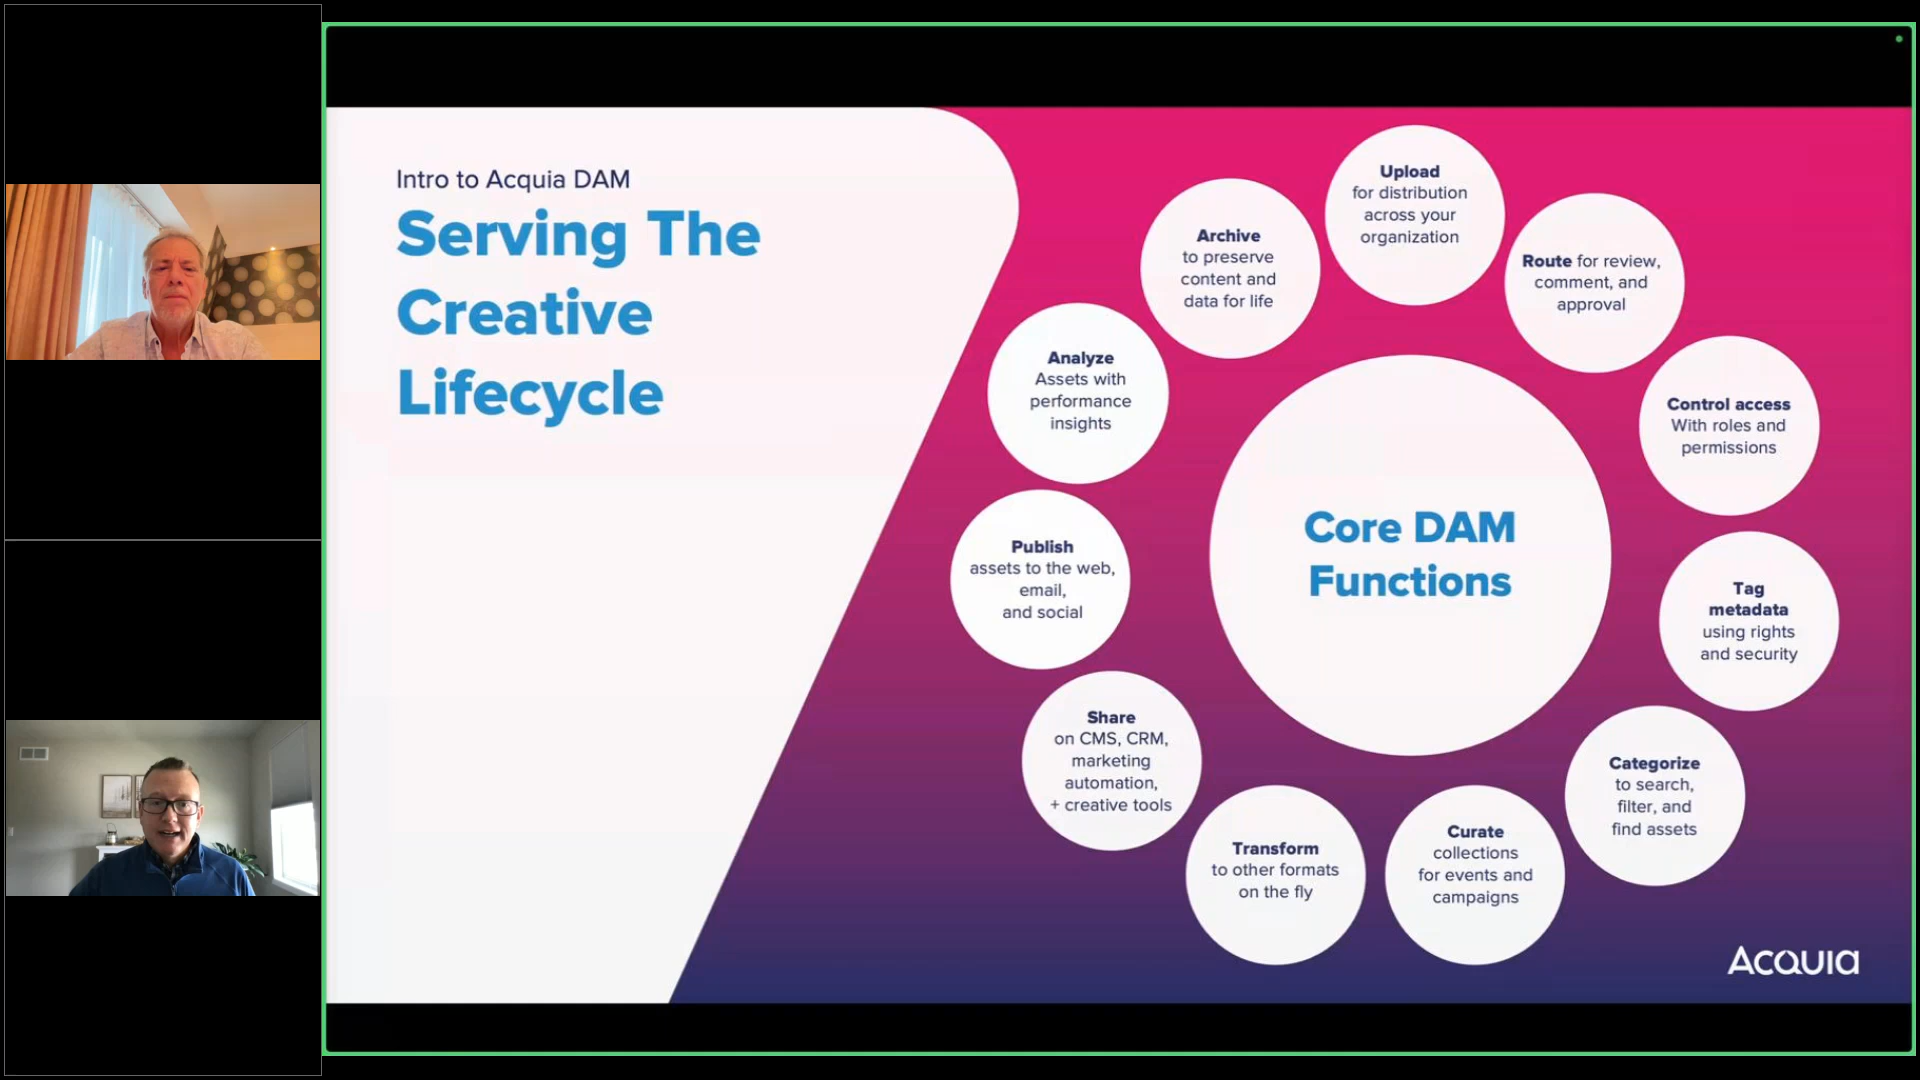 Intro to Acquia DAM
Serving The
Creative
Lifecycle
Upload
for distribution
across your
organization
Route for review,
comment, and
approval
Control access
With roles and
permissions
Tag
metadata
using rights
and security
Categorize
to search,
filter, and
find assets
Curate
collections
for events and
campaigns
Transform
to other formats
on the fly
Share
on CMS, CRM,
marketing
automation,
+ creative tools
Publish
assets to the web,
email,
and social
Analyze
Assets with
performance
insights
Archive
to preserve
content and
data for life
Core DAM
Functions
ACQUIA